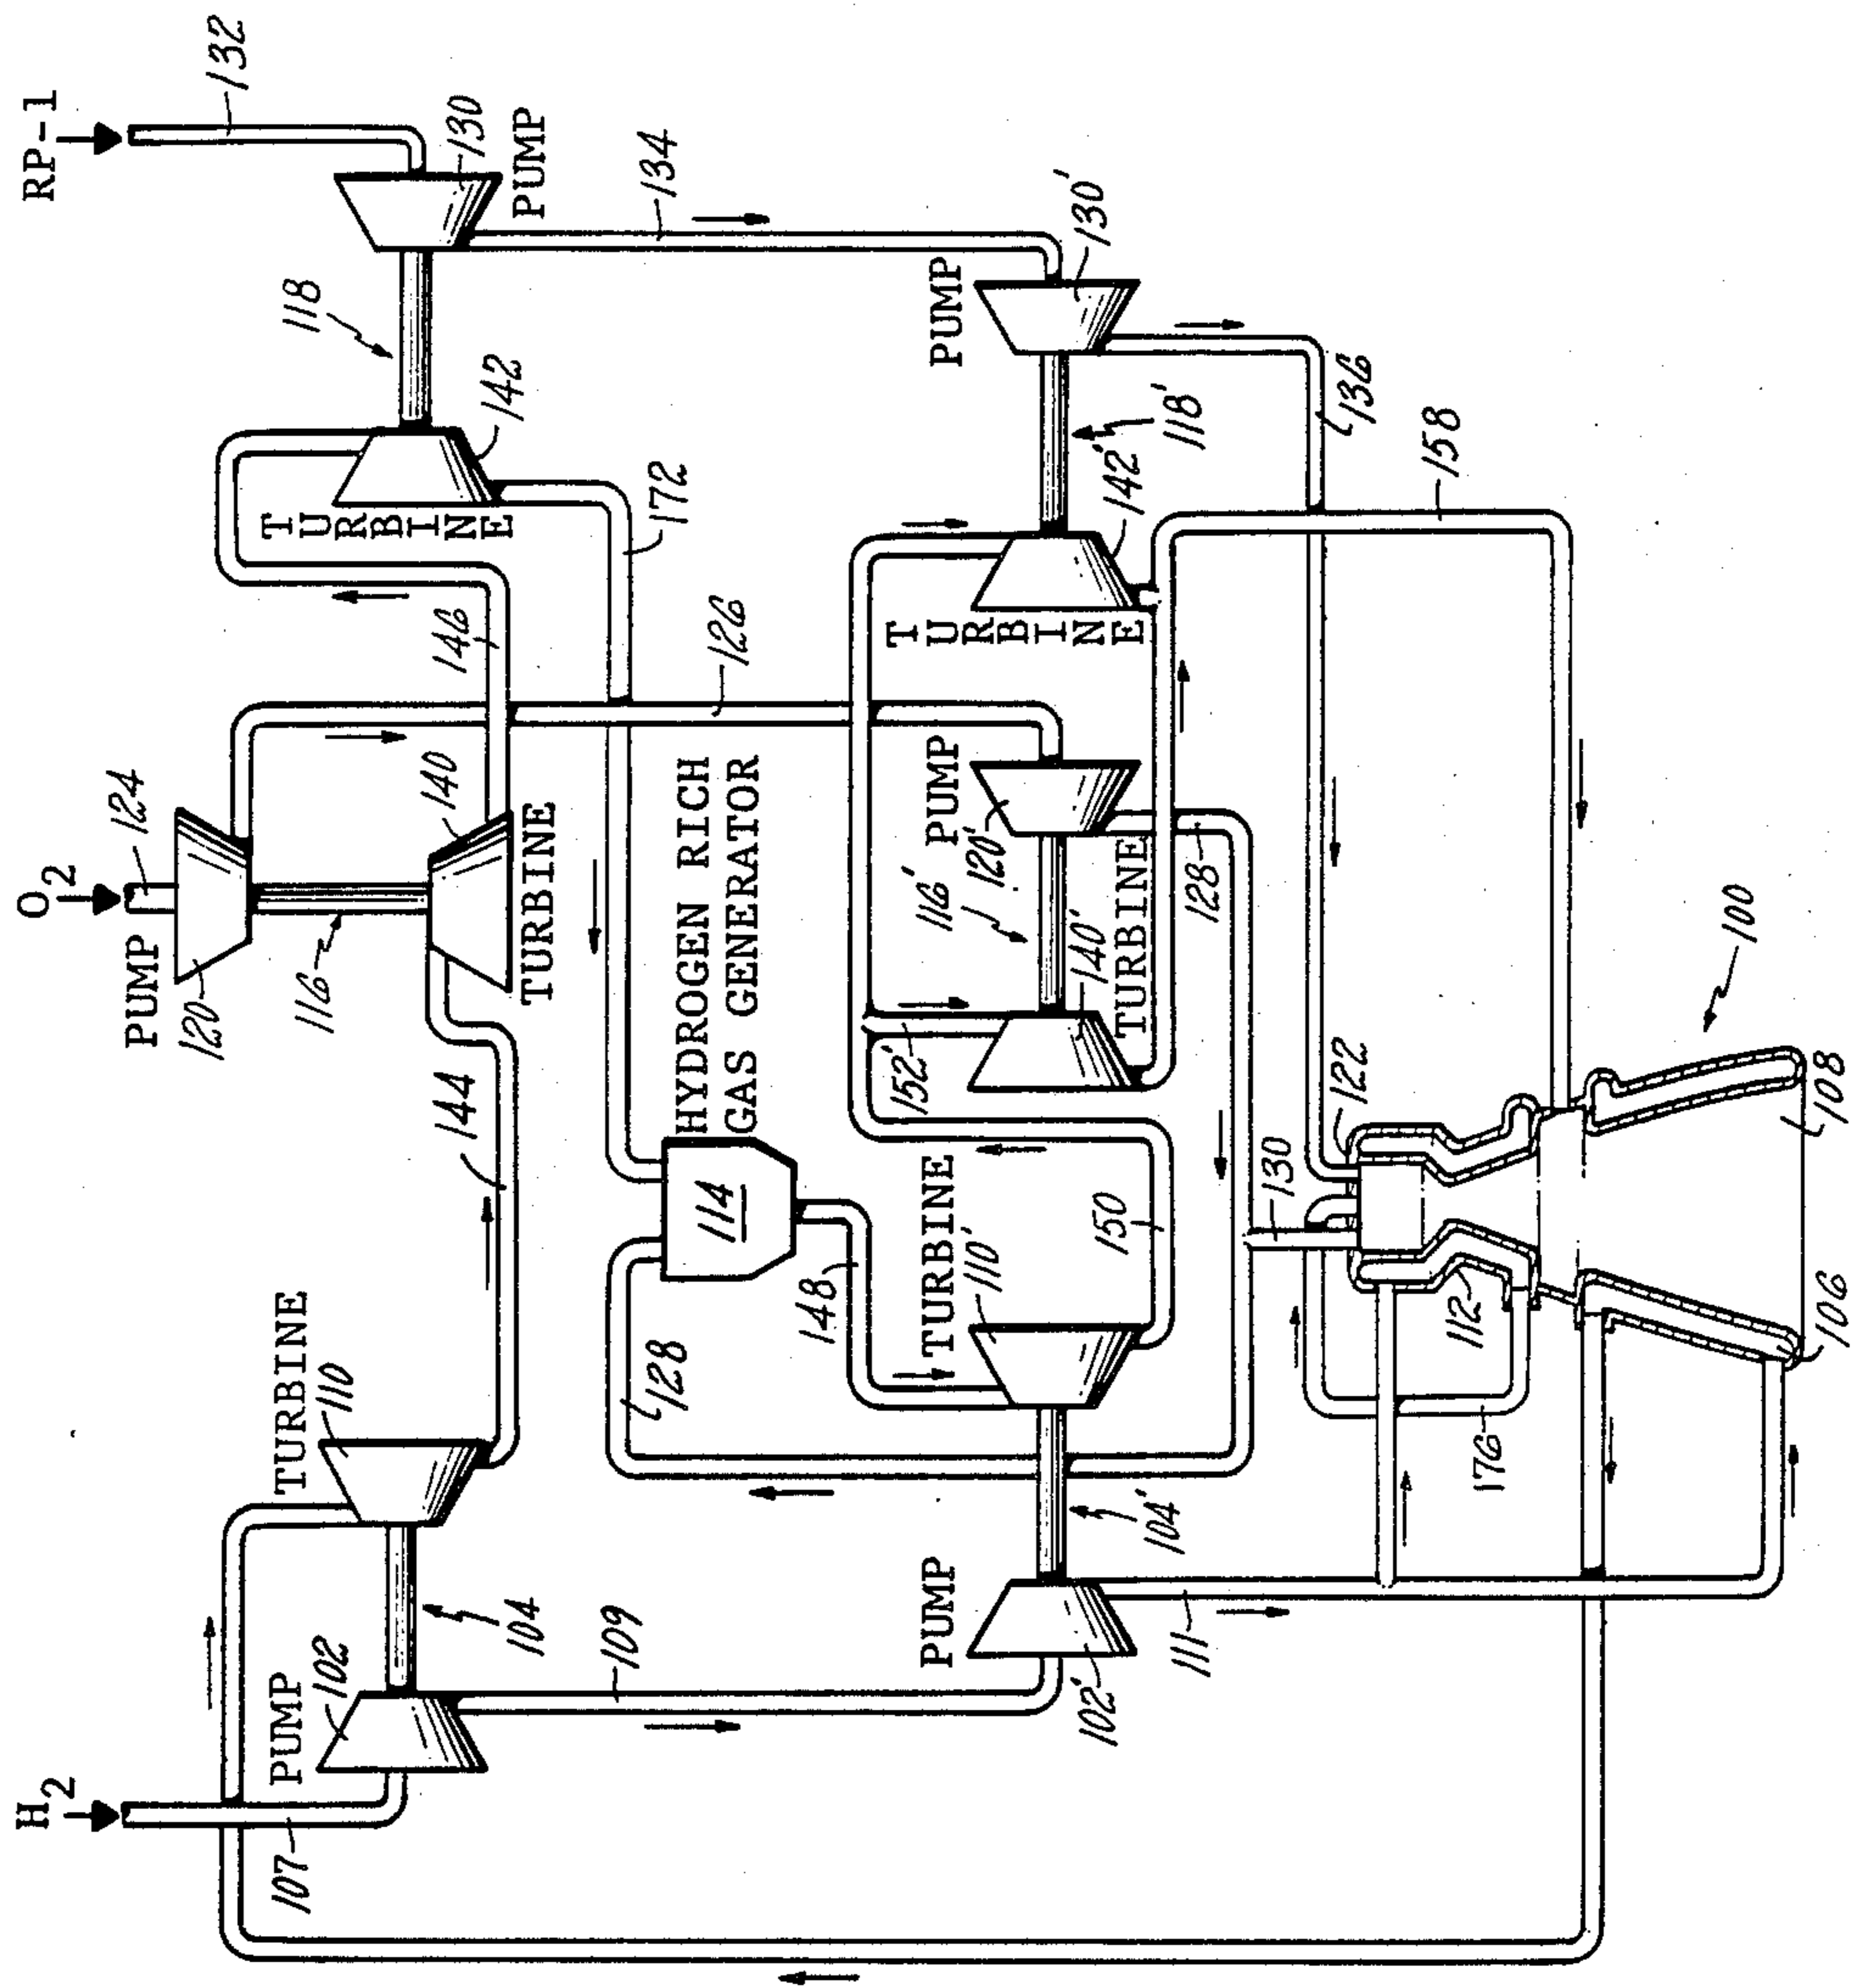 H2
O2
RP-1
107
PUMP
102
104
109
TURBINE
110
144
PUMP
124
120
116
140
TURBINE
146
118
TURBINE
142
130
PUMP
132
134
172
126
HYDROGEN RICH
GAS GENERATOR
114
128
148
TURBINE
110'
150
PUMP
102'
104'
111
152'
116'
PUMP
120'
140'
TURBINE
128
TURBINE
142'
118'
PUMP
130'
136
158
130
122
112
176
100
106
108